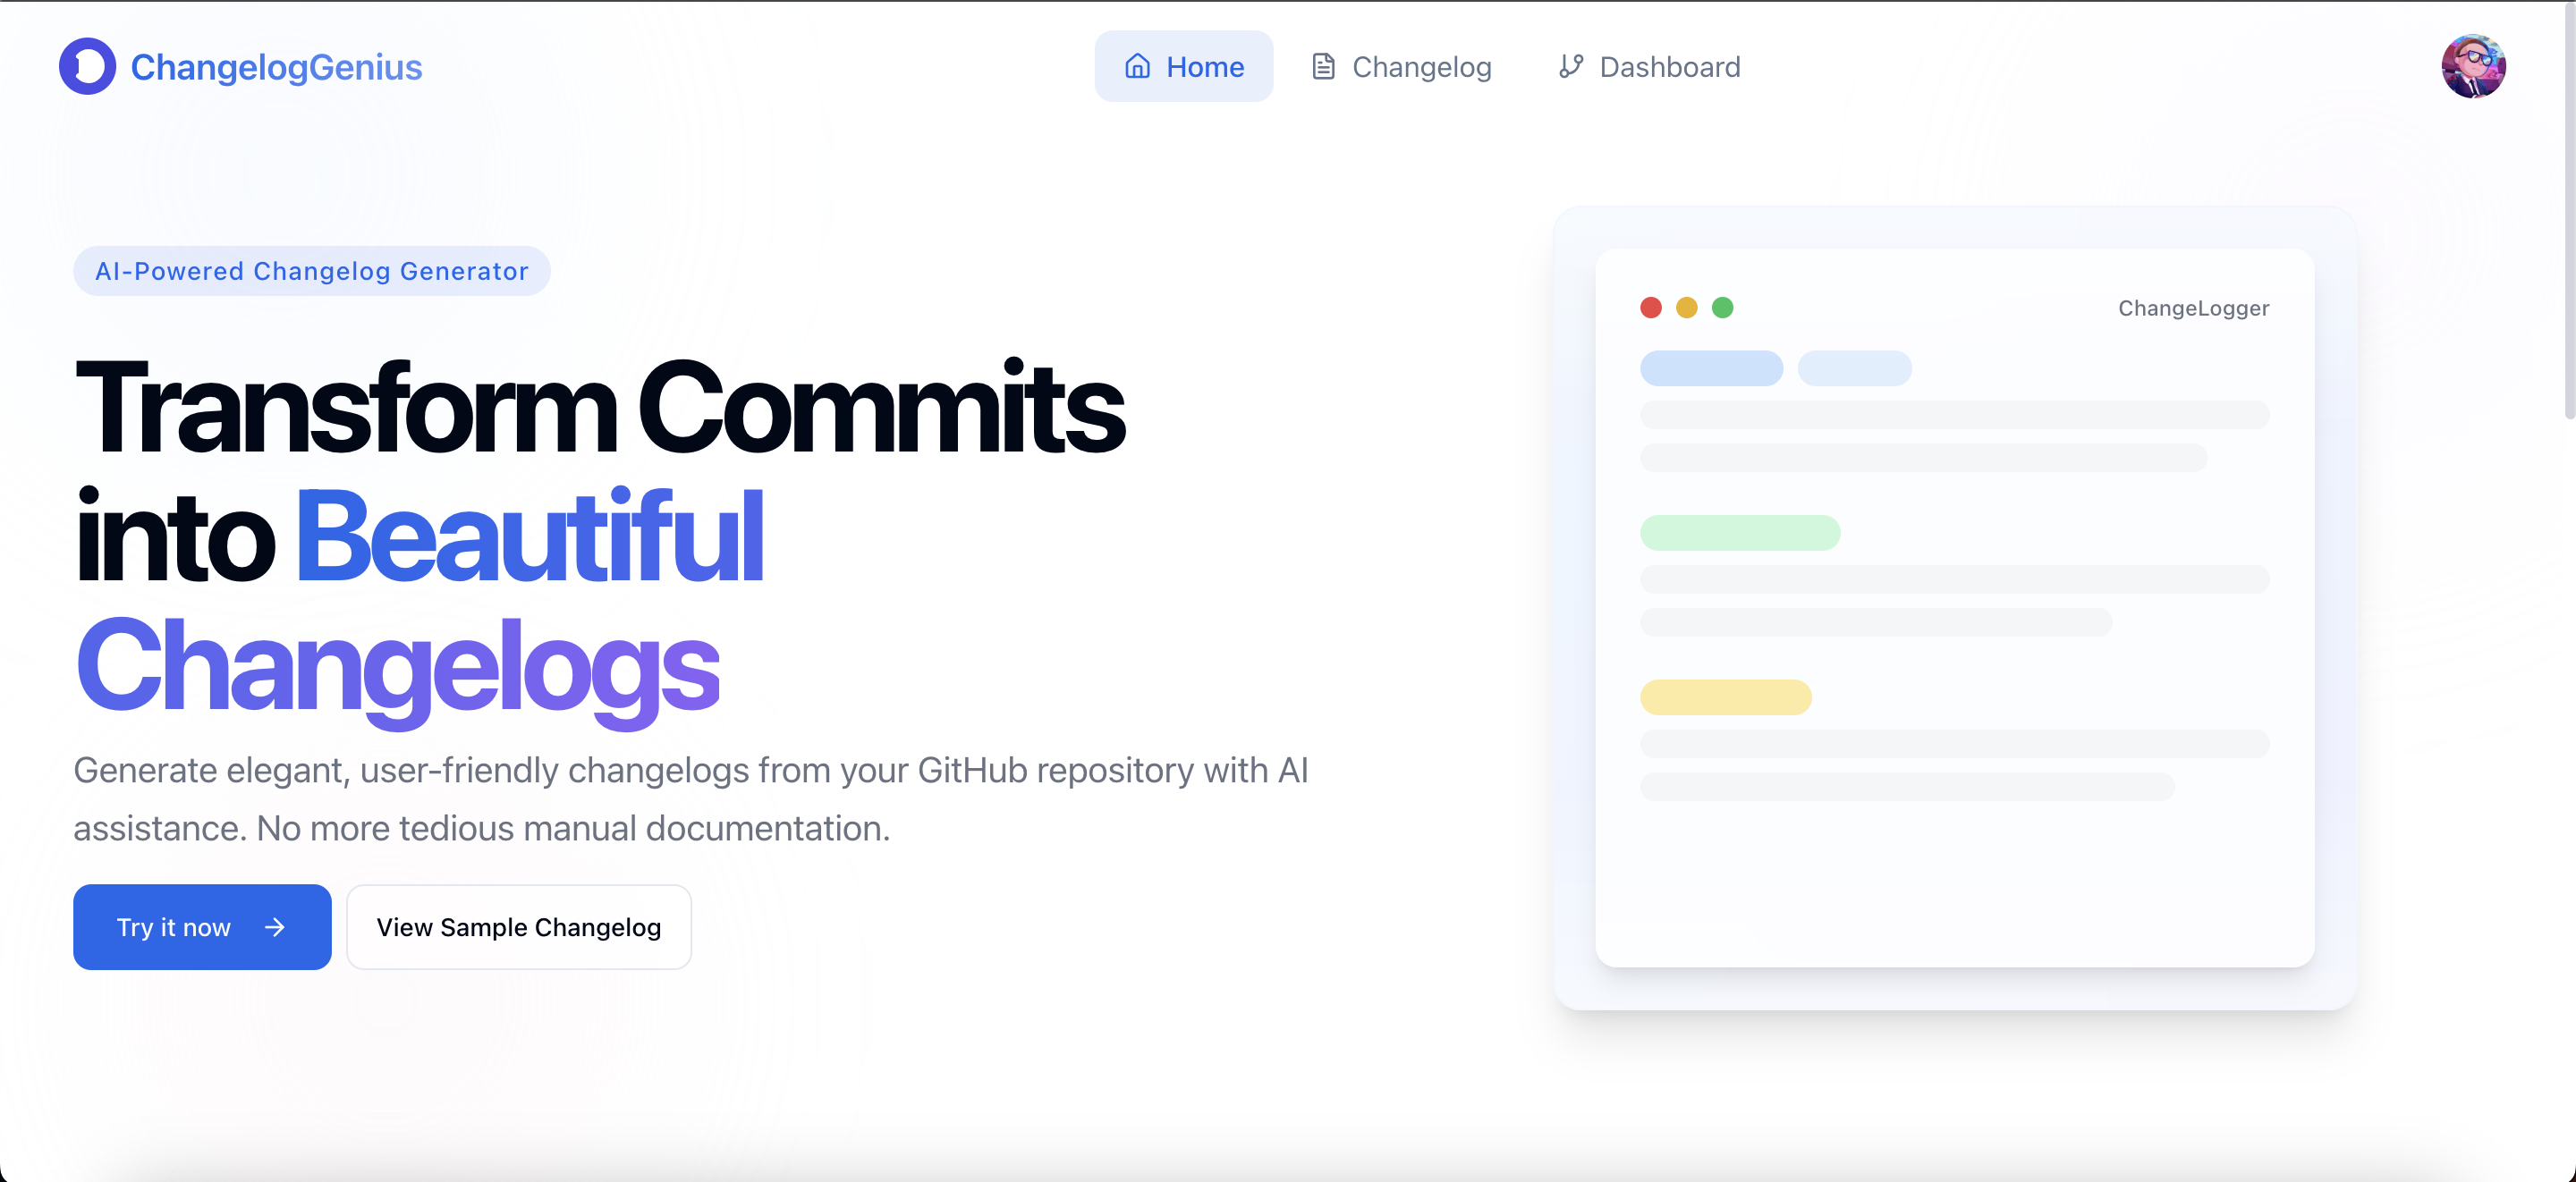 ChangelogGenius
Home
Changelog
Dashboard
AI-Powered Changelog Generator
Transform Commits
into Beautiful
Changelogs
Generate elegant, user-friendly changelogs from your GitHub repository with AI
assistance. No more tedious manual documentation.
Try it now
View Sample Changelog
ChangeLogger